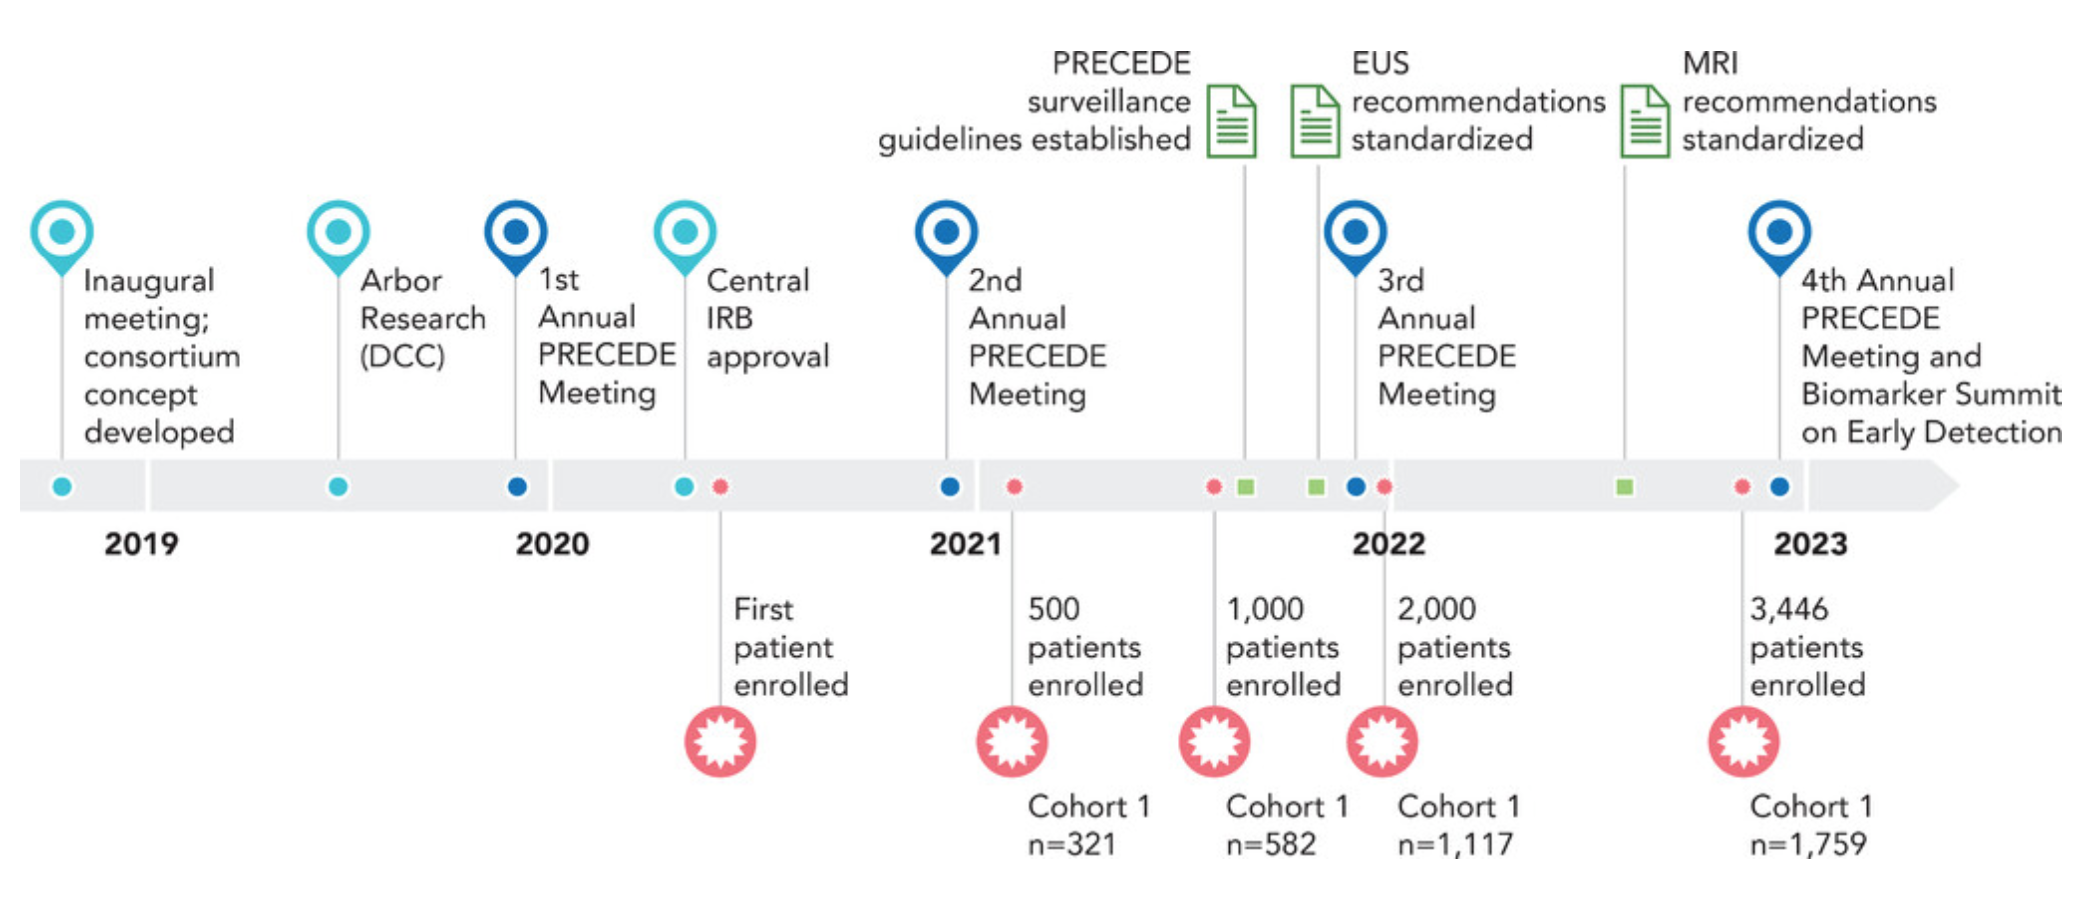 PRECEDE
surveillance
guidelines established
EUS
recommendations
standardized
MRI
recommendations
standardized
Inaugural
meeting;
consortium
concept
developed
Arbor
Research
(DCC)
1st
Annual
PRECEDE
Meeting
Central
IRB
approval
2nd
Annual
PRECEDE
Meeting
3rd
Annual
PRECEDE
Meeting
4th Annual
PRECEDE
Meeting and
Biomarker Summit
on Early Detection
2019
2020
2021
2022
2023
First
patient
enrolled
500
patients
enrolled
1,000
patients
enrolled
2,000
patients
enrolled
3,446
patients
enrolled
Cohort 1
n=321
Cohort 1
n=582
Cohort 1
n=1,117
Cohort 1
n=1,759